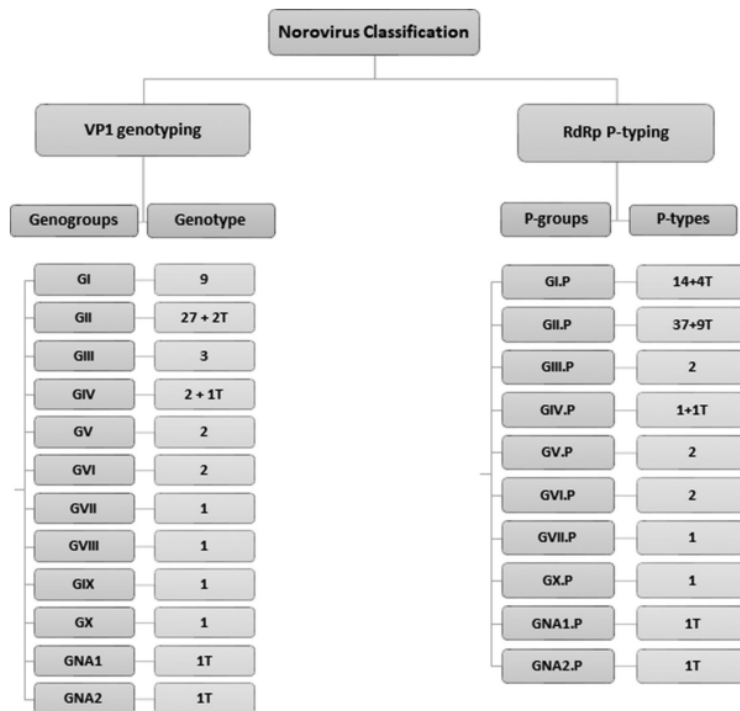 Norovirus Classification
VP1 genotyping
RdRp P-typing
Genogroups
Genotype
GI
9
GII
27 + 2T
GIII
3
GIV
2 + 1T
GV
2
GVI
2
GVII
1
GVIII
1
GIX
1
GX
1
GNA1
1T
GNA2
1T
P-groups
P-types
GI.P
14+4T
GII.P
37+9T
GIII.P
2
GIV.P
1+1T
GV.P
2
GVI.P
2
GVII.P
1
GX.P
1
GNA1.P
1T
GNA2.P
1T